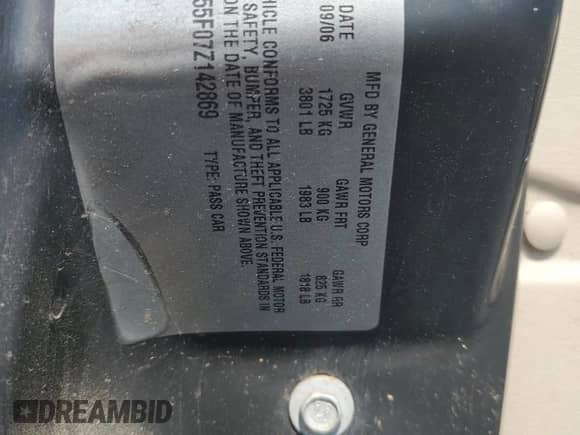 MFD BY GENERAL MOTORS CORP
DATE GVWR GAWR FRT GAWR RR
09/06 1725 KG 900 KG 825 KG
3801 LB 1983 LB 1818 LB
HICLE CONFORMS TO ALL APPLICABLE U.S. FEDERAL MOTOR
SAFETY, BUMPER, AND THEFT PREVENTION STANDARDS IN
ON THE DATE OF MANUFACTURE SHOWN ABOVE.
55F07Z142869 TYPE: PASS CAR
DREAMBID